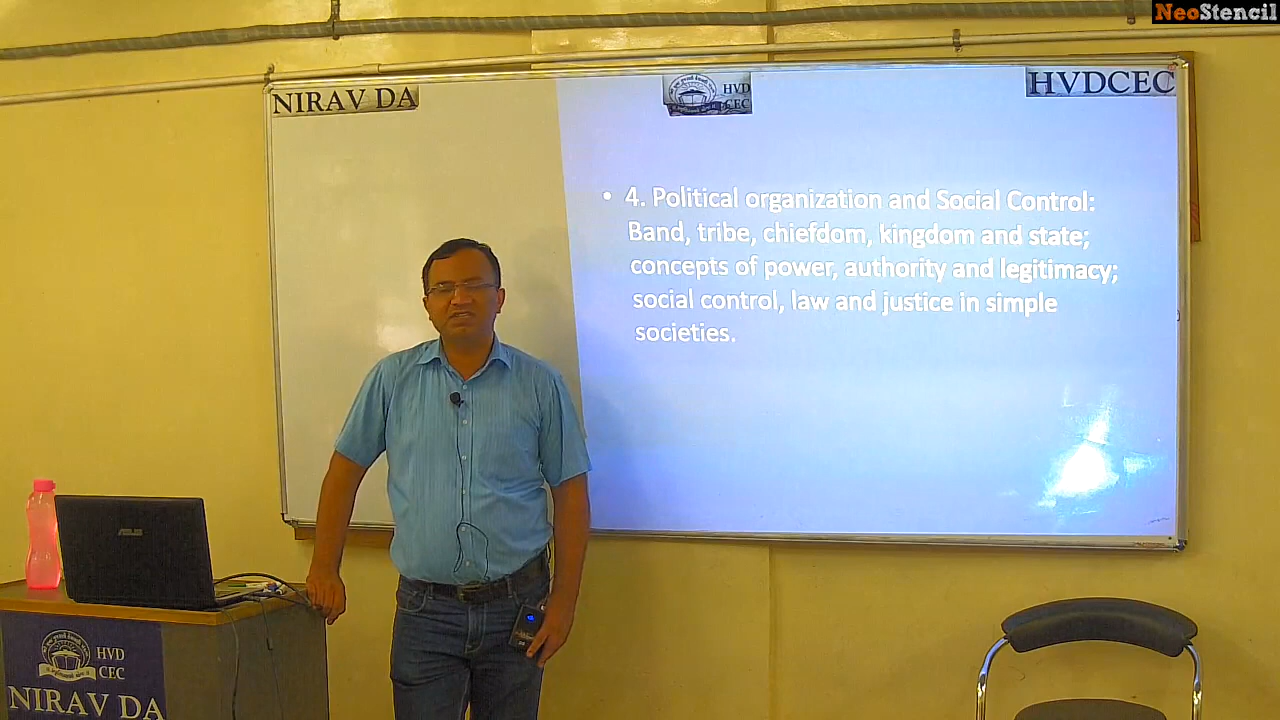 NeoStencil
NIRAV DA
HVD
CEC
HVDCEC
• 4. Political organization and Social Control:
Band, tribe, chiefdom, kingdom and state;
concepts of power, authority and legitimacy;
social control, law and justice in simple
societies.
ASUS
HVD
CEC
NIRAV DA